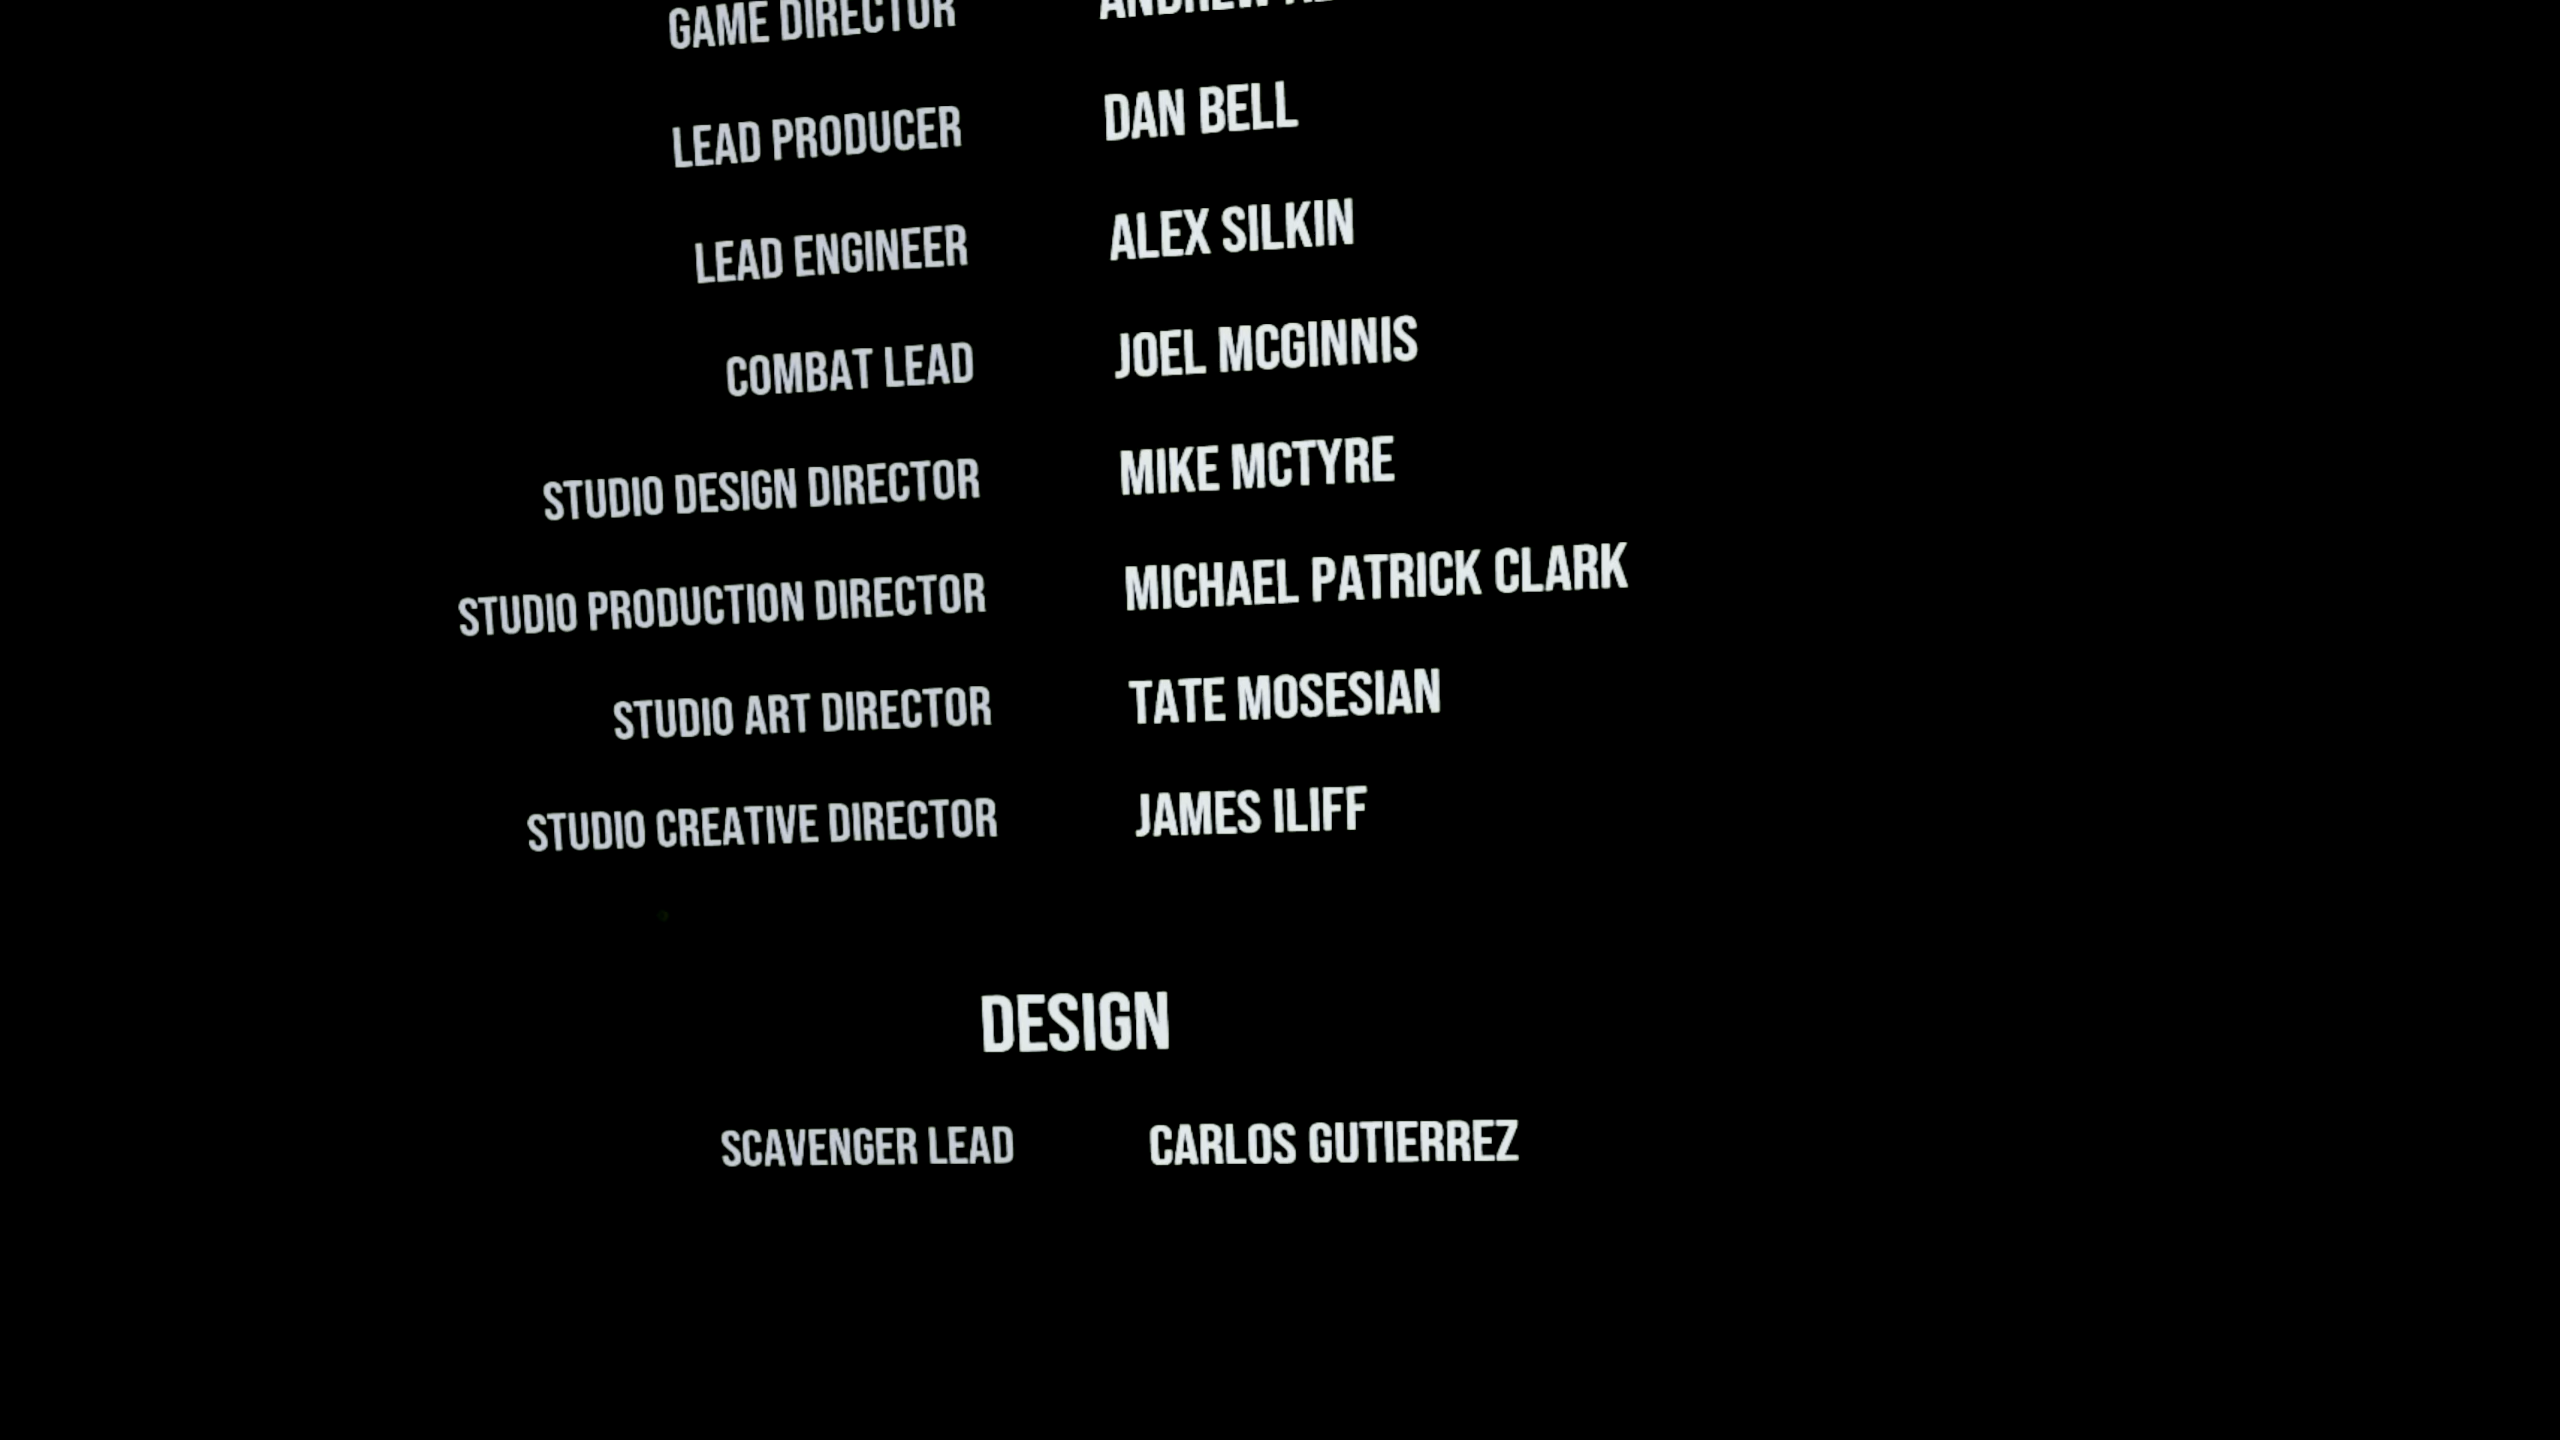 GAME DIRECTOR ANDREW
LEAD PRODUCER DAN BELL
LEAD ENGINEER ALEX SILKIN
COMBAT LEAD JOEL MCGINNIS
STUDIO DESIGN DIRECTOR MIKE MCTYRE
STUDIO PRODUCTION DIRECTOR MICHAEL PATRICK CLARK
STUDIO ART DIRECTOR TATE MOSESIAN
STUDIO CREATIVE DIRECTOR JAMES ILIFF
DESIGN
SCAVENGER LEAD CARLOS GUTIERREZ